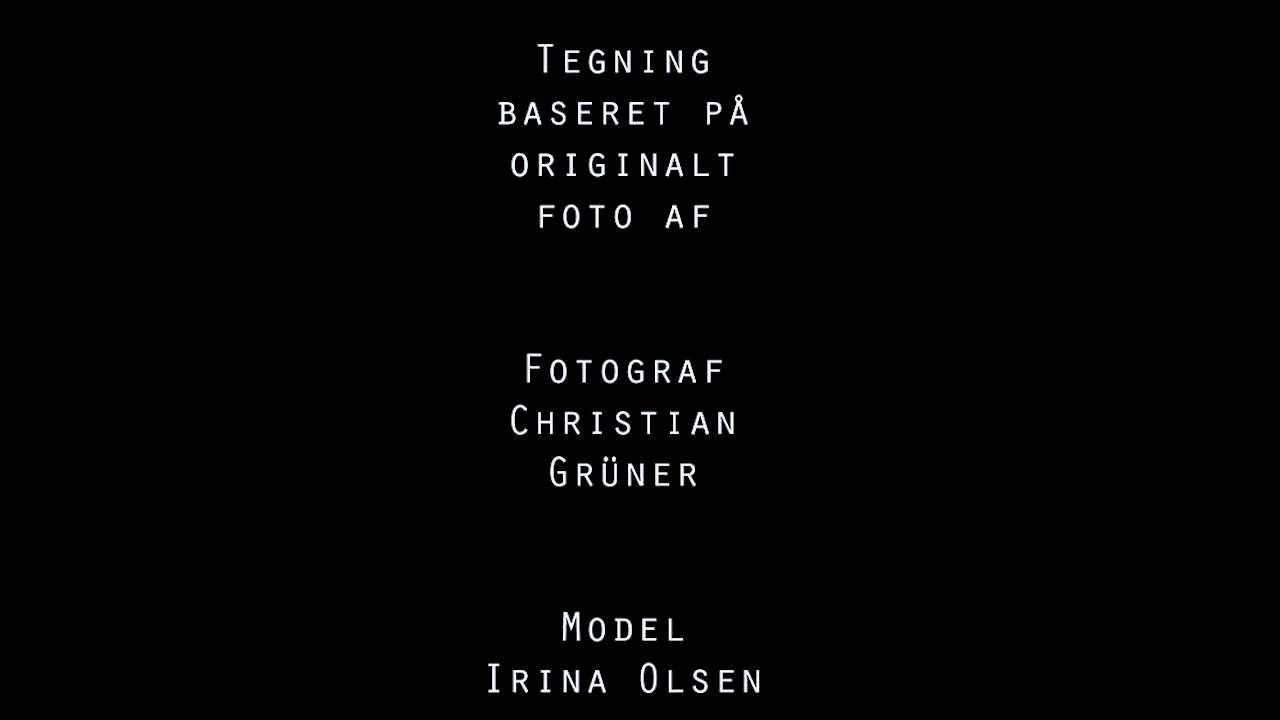 Tegning
baseret på
originalt
foto af
Fotograf
Christian
Grüner
Model
Irina Olsen